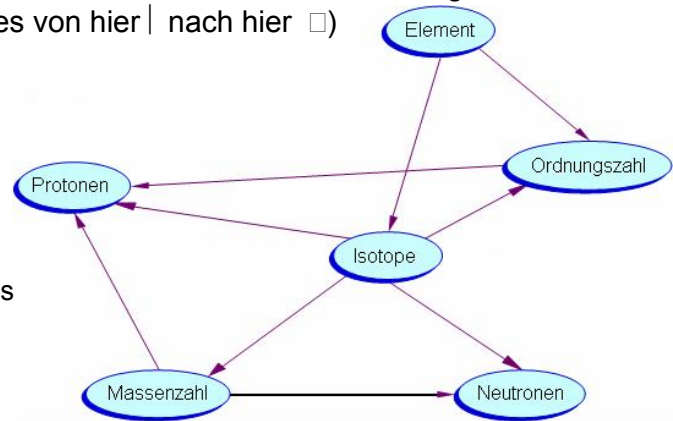 Element
es von hier | nach hier □)
Ordnungszahl
Protonen
Isotope
s
Massenzahl
Neutronen